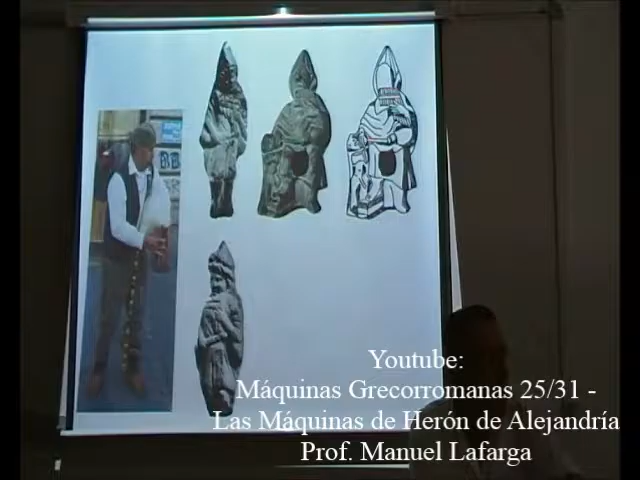 Youtube:
Máquinas Grecorromanas 25/31 -
Las Máquinas de Herón de Alejandría
Prof. Manuel Lafarga